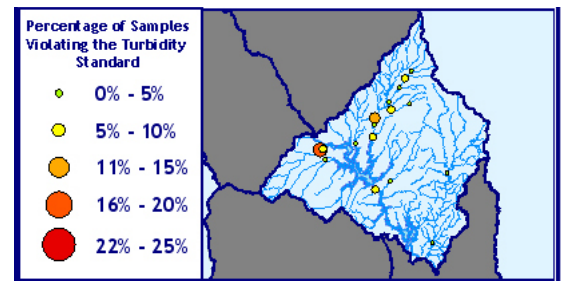 Percentage of Samples
Violating the Turbidity
Standard
0% - 5%
5% - 10%
11% - 15%
16% - 20%
22% - 25%